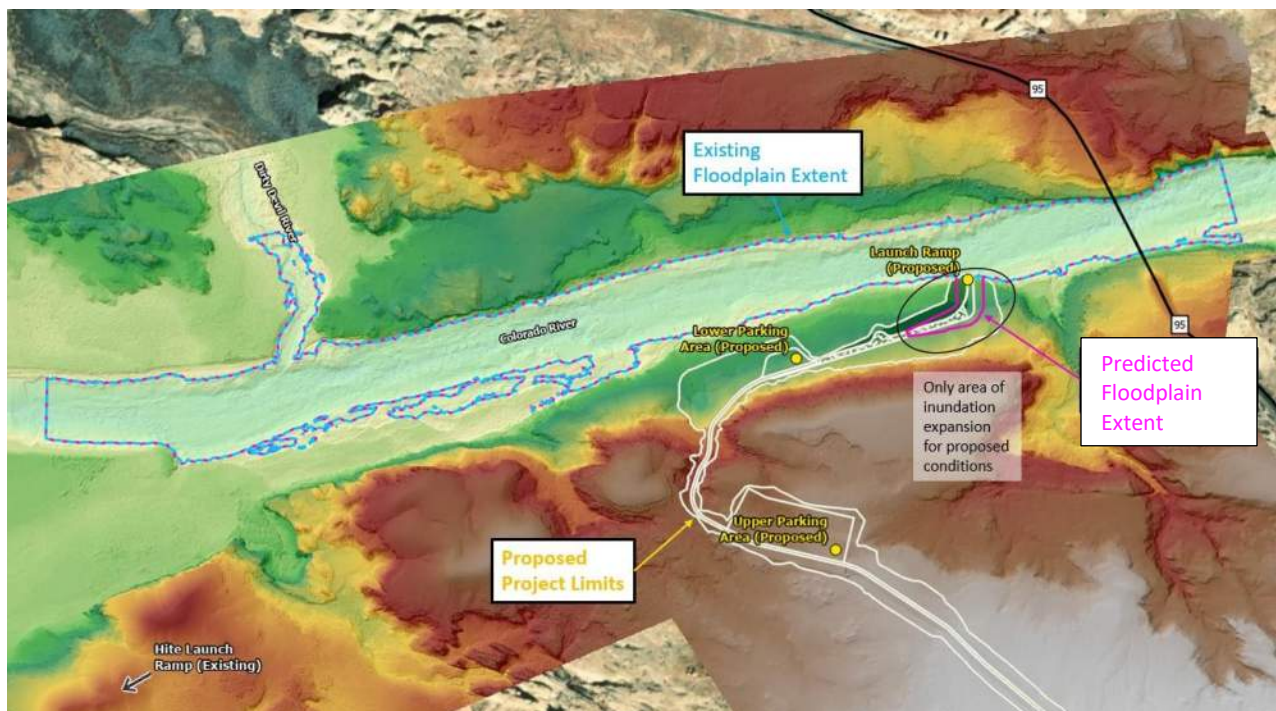 95
Existing
Floodplain Extent
Dirty Devil River
Launch Ramp
(Proposed)
Colorado River
95
Lower Parking
Area (Proposed)
Predicted
Floodplain
Extent
Only area of
inundation
expansion
for proposed
conditions
Upper Parking
Area (Proposed)
Proposed
Project Limits
Hite Launch
Ramp (Existing)